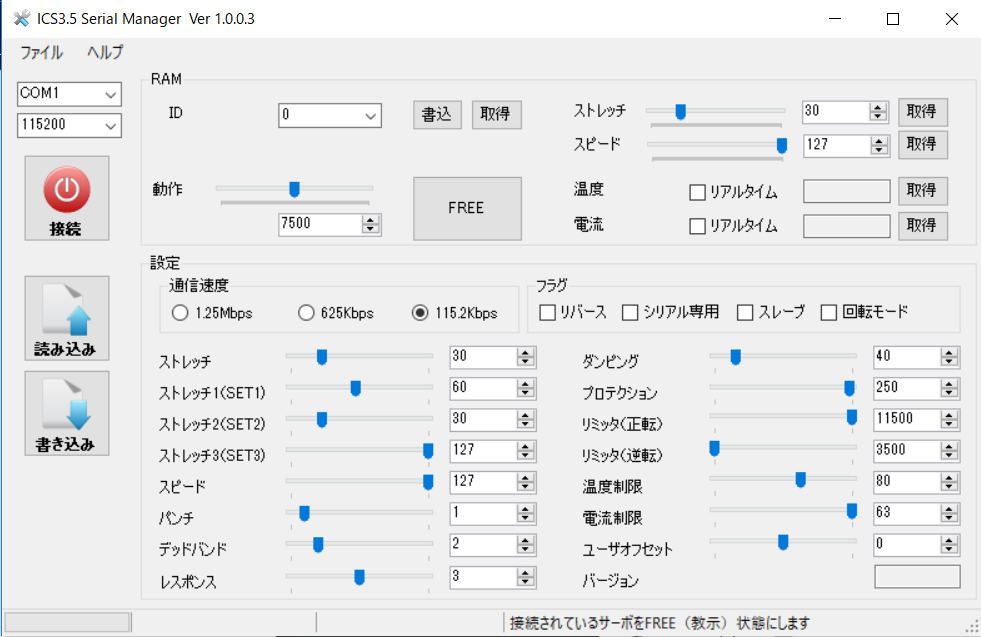 ICS3.5 Serial Manager Ver 1.0.0.3
ファイル ヘルプ
COM1
115200
接続
読み込み
書き込み
RAM
ID 0 書込 取得
ストレッチ 30 取得
スピード 127 取得
動作 7500 FREE
温度 リアルタイム 取得
電流 リアルタイム 取得
設定
通信速度
1.25Mbps 625Kbps 115.2Kbps
フラグ
リバース シリアル専用 スレーブ 回転モード
ストレッチ 30
ストレッチ1(SET1) 60
ストレッチ2(SET2) 30
ストレッチ3(SET3) 127
スピード 127
パンチ 1
デッドバンド 2
レスポンス 3
ダンピング 40
プロテクション 250
リミッタ(正転) 11500
リミッタ(逆転) 3500
温度制限 80
電流制限 63
ユーザオフセット 0
バージョン
接続されているサーボをFREE（教示）状態にします